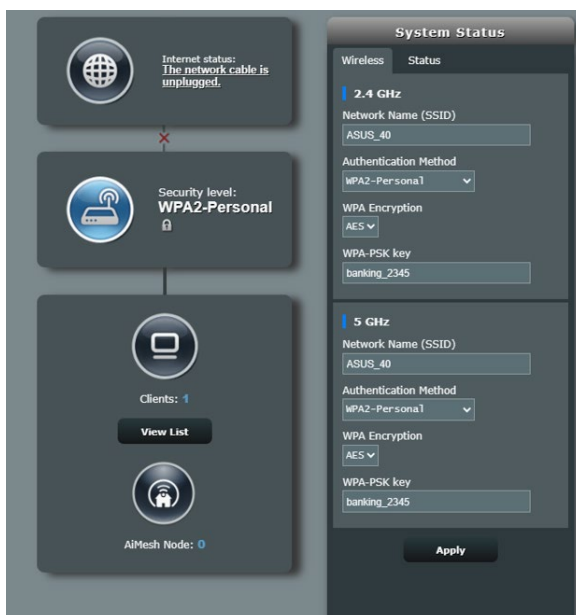 Internet status:
The network cable is
unplugged.
Security level:
WPA2-Personal
Clients: 1
View List
AiMesh Node: 0
System Status
Wireless Status
2.4 GHz
Network Name (SSID)
ASUS_40
Authentication Method
WPA2-Personal
WPA Encryption
AES
WPA-PSK key
banking_2345
5 GHz
Network Name (SSID)
ASUS_40
Authentication Method
WPA2-Personal
WPA Encryption
AES
WPA-PSK key
banking_2345
Apply